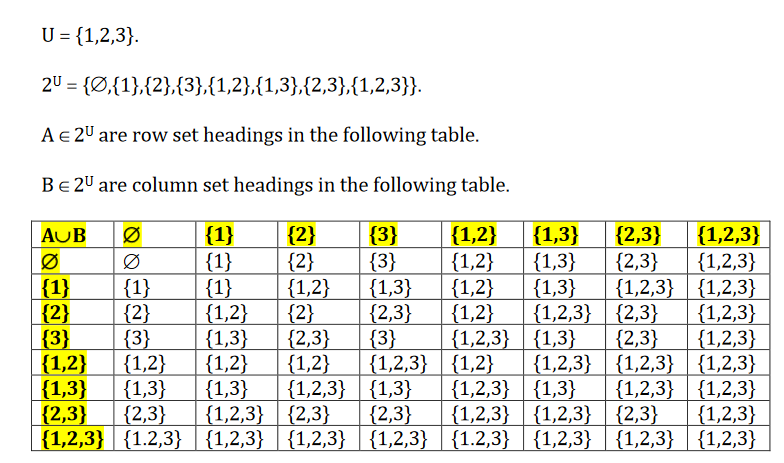 U = {1,2,3}.
2ᵁ = {∅,{1},{2},{3},{1,2},{1,3},{2,3},{1,2,3}}.
A ∈ 2ᵁ are row set headings in the following table.
B ∈ 2ᵁ are column set headings in the following table.
A∪B ∅ {1} {2} {3} {1,2} {1,3} {2,3} {1,2,3}
∅ ∅ {1} {2} {3} {1,2} {1,3} {2,3} {1,2,3}
{1} {1} {1} {1,2} {1,3} {1,2} {1,3} {1,2,3} {1,2,3}
{2} {2} {1,2} {2} {2,3} {1,2} {1,2,3} {2,3} {1,2,3}
{3} {3} {1,3} {2,3} {3} {1,2,3} {1,3} {2,3} {1,2,3}
{1,2} {1,2} {1,2} {1,2} {1,2,3} {1,2} {1,2,3} {1,2,3} {1,2,3}
{1,3} {1,3} {1,3} {1,2,3} {1,3} {1,2,3} {1,3} {1,2,3} {1,2,3}
{2,3} {2,3} {1,2,3} {2,3} {2,3} {1,2,3} {1,2,3} {2,3} {1,2,3}
{1,2,3} {1.2,3} {1,2,3} {1,2,3} {1,2,3} {1.2,3} {1,2,3} {1,2,3} {1,2,3}